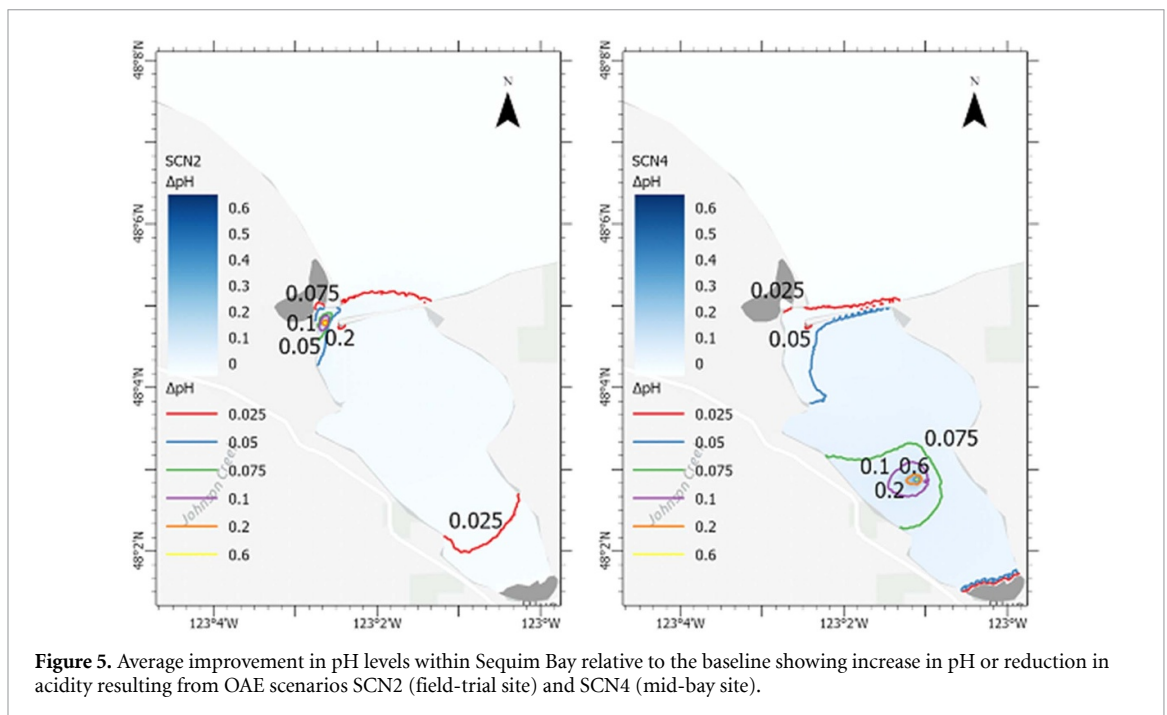 N
N
48°8'N
48°6'N
48°4'N
48°2'N
SCN2
ΔpH
0.6
0.5
0.4
0.3
0.2
0.1
0
ΔpH
0.025
0.05
0.075
0.1
0.2
0.6
Johnson Creek
0.075
0.1
0.2
0.05
0.025
123°4'W
123°2'W
123°W
48°8'N
48°6'N
48°4'N
48°2'N
SCN4
ΔpH
0.6
0.5
0.4
0.3
0.2
0.1
0
ΔpH
0.025
0.05
0.075
0.1
0.2
0.6
Johnson Creek
0.025
0.05
0.075
0.1 0.6
0.2
123°4'W
123°2'W
123°W
Figure 5. Average improvement in pH levels within Sequim Bay relative to the baseline showing increase in pH or reduction in
acidity resulting from OAE scenarios SCN2 (field-trial site) and SCN4 (mid-bay site).